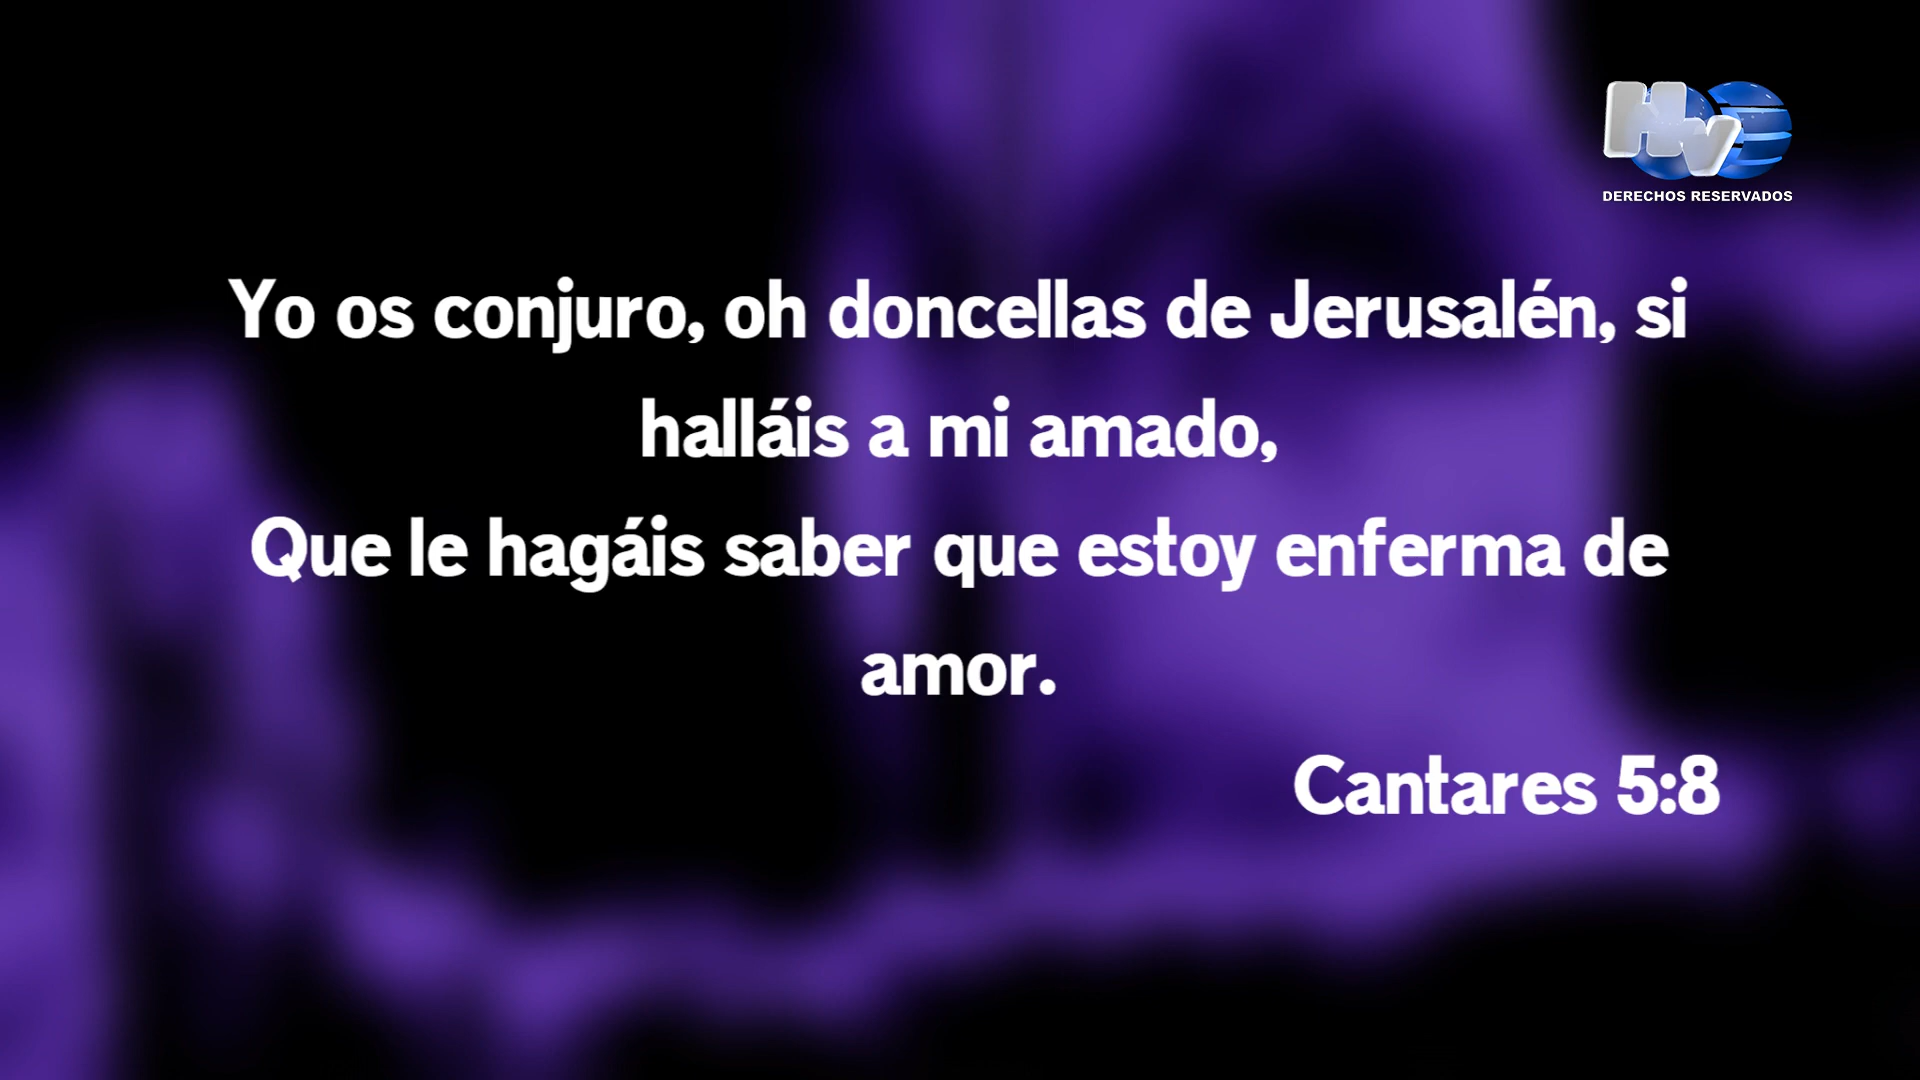 HV
DERECHOS RESERVADOS
Yo os conjuro, oh doncellas de Jerusalén, si
halláis a mi amado,
Que le hagáis saber que estoy enferma de
amor.
Cantares 5:8